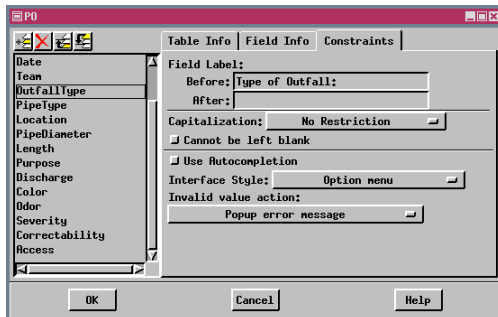 PO
Table Info
Field Info
Constraints
Date
Team
OutfallType
PipeType
Location
PipeDiameter
Length
Purpose
Discharge
Color
Odor
Severity
Correctability
Access
Field Label:
Before: Type of Outfall:
After:
Capitalization: No Restriction
Cannot be left blank
Use Autocompletion
Interface Style: Option menu
Invalid value action:
Popup error message
OK
Cancel
Help